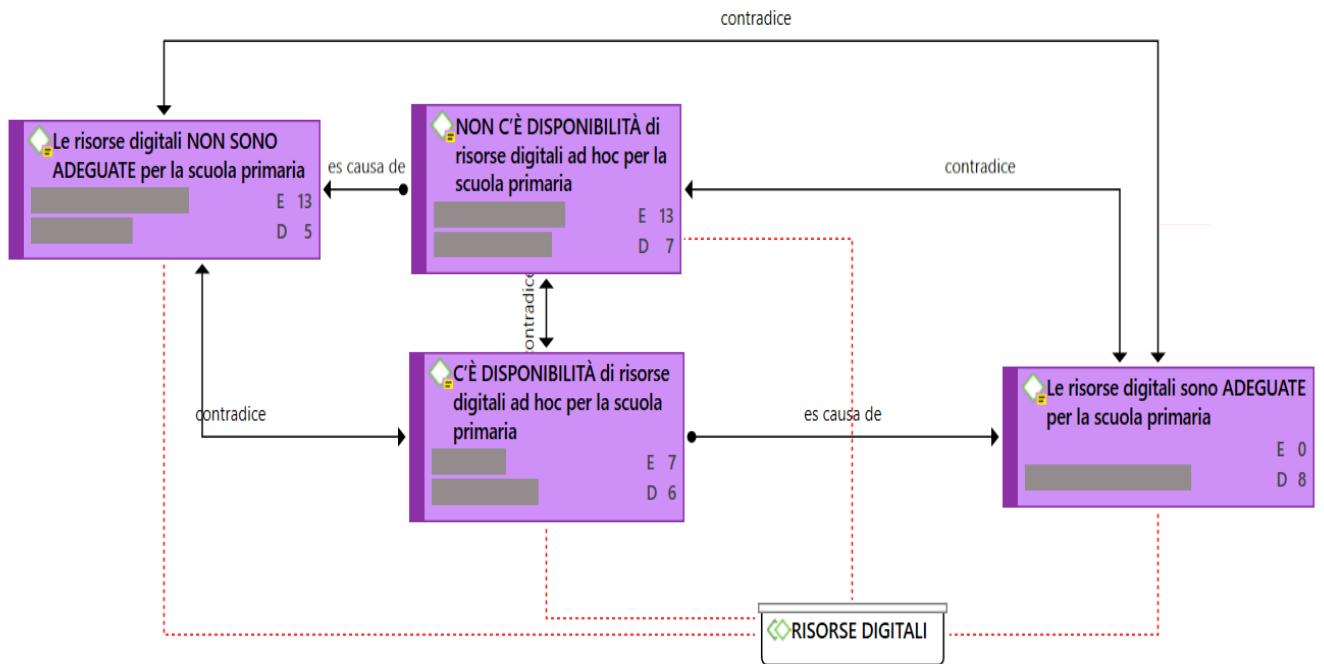 contradice
Le risorse digitali NON SONO
ADEGUATE per la scuola primaria
E 13
D 5
es causa de
NON C'È DISPONIBILITÀ di
risorse digitali ad hoc per la
scuola primaria
E 13
D 7
contradice
contradice
contradice
C'È DISPONIBILITÀ di risorse
digitali ad hoc per la scuola
primaria
E 7
D 6
es causa de
Le risorse digitali sono ADEGUATE
per la scuola primaria
E 0
D 8
RISORSE DIGITALI